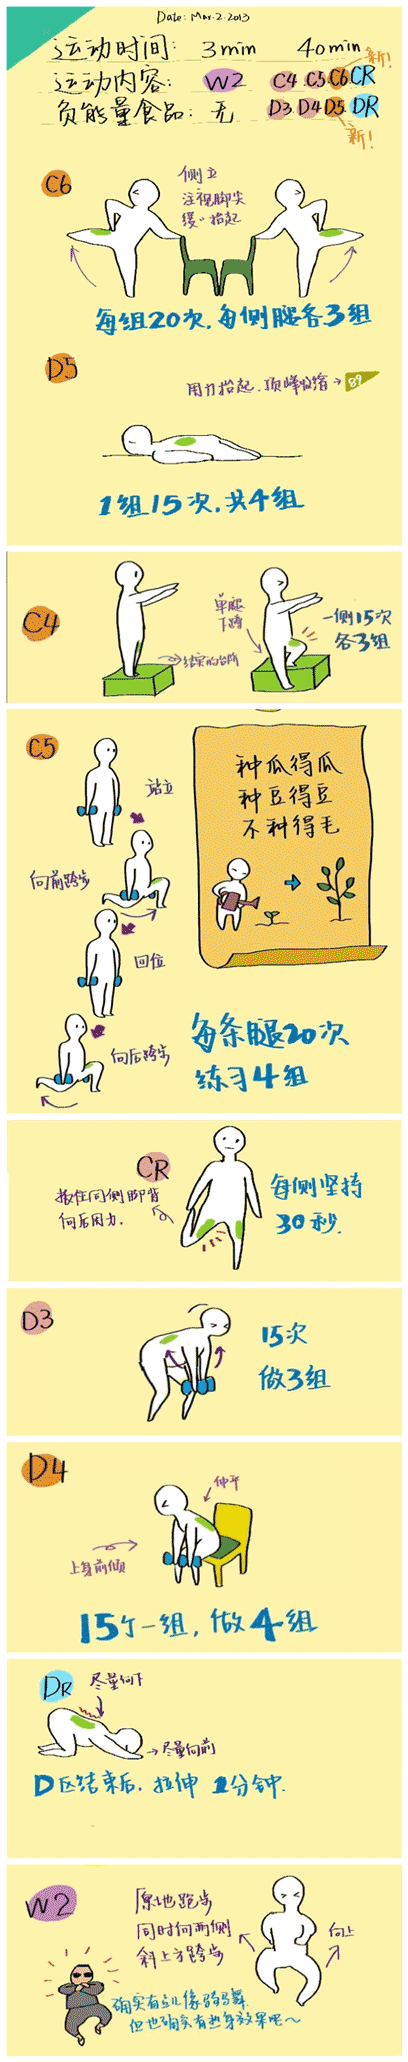 Date: Mar.2.2013
运动时间: 3min 40min
运动内容: W2 C4 C5 C6 CR
新!
负能量食品: 无 D3 D4 D5 DR
新!
C6
侧立
注视脚尖
缓缓抬起
每组20次,每侧腿各3组
D5
用力抬起,顶峰收缩→
1组15次,共4组
C4
结实的台阶
单腿
下蹲
一侧15次
各3组
C5
站立
向前跨步
回位
向后跨步
种瓜得瓜
种豆得豆
不种得毛
每条腿20次
练习4组
CR
扳住同侧脚背
向后用力.
每侧坚持
30秒.
D3
15次
做3组
D4
伸平
上身前倾
15个一组,做4组
DR
尽量向下
→尽量向前
D区结束后,拉伸 1分钟.
W2
原地跑步
同时向两侧
斜上方跨步
向上
确实有点儿像骑马舞
但也确实有热身效果呢~